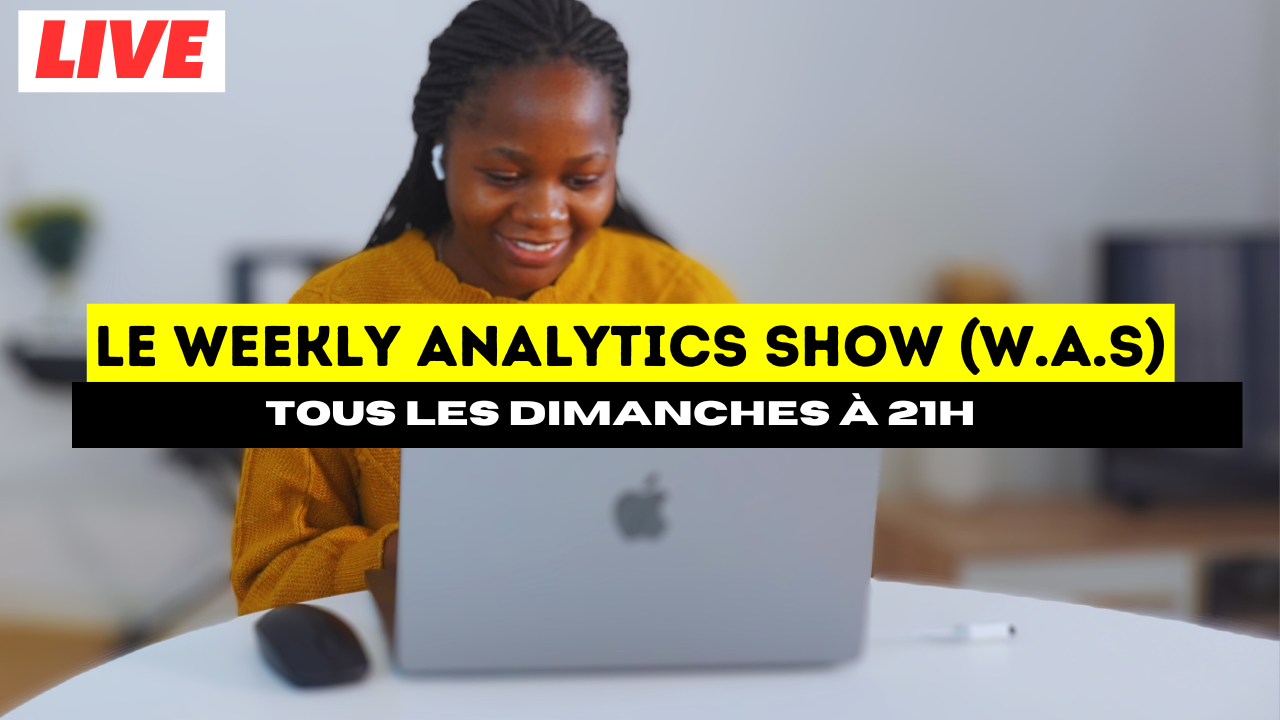 LIVE
LE WEEKLY ANALYTICS SHOW (W.A.S)
TOUS LES DIMANCHES À 21H